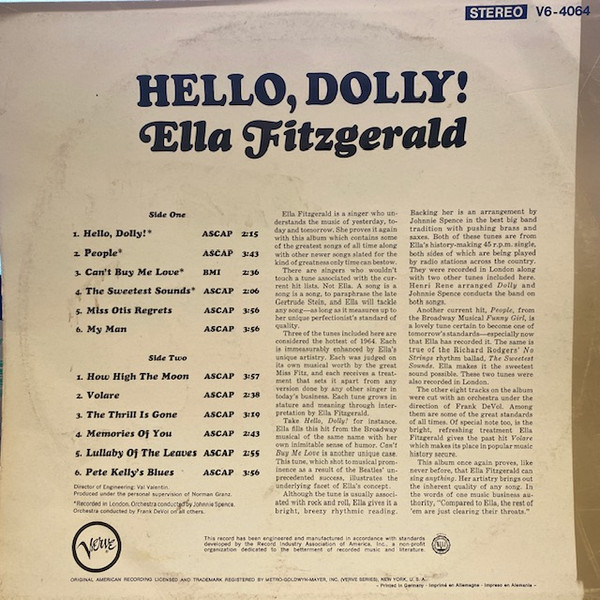 STEREO V6-4064
HELLO, DOLLY!
Ella Fitzgerald
Side One
1. Hello, Dolly!* ASCAP 2:15
2. People* ASCAP 3:43
3. Can't Buy Me Love* BMI 2:36
4. The Sweetest Sounds* ASCAP 2:06
5. Miss Otis Regrets ASCAP 3:56
6. My Man ASCAP 3:56
Side Two
1. How High The Moon ASCAP 3:57
2. Volare ASCAP 2:38
3. The Thrill Is Gone ASCAP 3:19
4. Memories Of You ASCAP 2:43
5. Lullaby Of The Leaves ASCAP 2:55
6. Pete Kelly's Blues ASCAP 3:56
Director of Engineering: Val Valentin.
Produced under the personal supervision of Norman Granz.
*Recorded in London, Orchestra conducted by Johnnie Spence.
Orchestra conducted by Frank DeVol on all others.
Ella Fitzgerald is a singer who un-
derstands the music of yesterday, to-
day and tomorrow. She proves it again
with this album which contains some
of the greatest songs of all time along
with other newer songs slated for the
kind of greatness only time can bestow.
There are singers who wouldn't
touch a tune associated with the cur-
rent hit lists. Not Ella. A song is a
song is a song, to paraphrase the late
Gertrude Stein, and Ella will tackle
any song—as long as it measures up to
her unique perfectionist's standard of
quality.
Three of the tunes included here are
considered the hottest of 1964. Each
is immeasurably enhanced by Ella's
unique artistry. Each was judged on
its own musical worth by the great
Miss Fitz, and each receives a treat-
ment that sets it apart from any
version done by any other singer in
today's business. Each tune grows in
stature and meaning through inter-
pretation by Ella Fitzgerald.
Take Hello, Dolly! for instance.
Ella fills this hit from the Broadway
musical of the same name with her
own inimitable sense of humor. Can't
Buy Me Love is another unique case.
This tune, which shot to musical prom-
inence as a result of the Beatles' un-
precedented success, illustrates the
underlying facet of Ella's concept.
Although the tune is usually associ-
ated with rock and roll, Ella gives it a
bright, breezy rhythmic reading.
Backing her is an arrangement by
Johnnie Spence in the best big band
tradition with pushing brass and
saxes. Both of these tunes are from
Ella's history-making 45 r.p.m. single,
both sides of which are being played
by radio stations across the country.
They were recorded in London along
with two other tunes included here.
Henri Rene arranged Dolly and
Johnnie Spence conducts the band on
both songs.
Another current hit, People, from
the Broadway Musical Funny Girl, is
a lovely tune certain to become one of
tomorrow's standards—especially now
that Ella has recorded it. The same is
true of the Richard Rodgers' No
Strings rhythm ballad, The Sweetest
Sounds. Ella makes it the sweetest
sound possible. These two tunes were
also recorded in London.
The other eight tracks on the album
were cut with an orchestra under the
direction of Frank DeVol. Among
them are some of the great standards
of all times. Of special note too, is the
bright, refreshing treatment Ella
Fitzgerald gives the past hit Volare
which makes its place in popular music
history secure.
This album once again proves, like
never before, that Ella Fitzgerald can
sing anything. Her artistry brings out
the inherent quality of any song. In
the words of one music business au-
thority, "Compared to Ella, the rest of
'em are just clearing their throats."
Verve
This record has been engineered and manufactured in accordance with standards
developed by the Record Industry Association of America, Inc., a non-profit
organization dedicated to the betterment of recorded music and literature.
ORIGINAL AMERICAN RECORDING LICENSED AND TRADEMARK REGISTERED BY METRO-GOLDWYN-MAYER, INC. (VERVE SERIES), NEW YORK, U.S.A.
- Printed in Germany - Imprimé en Allemagne - Impreso en Alemania -